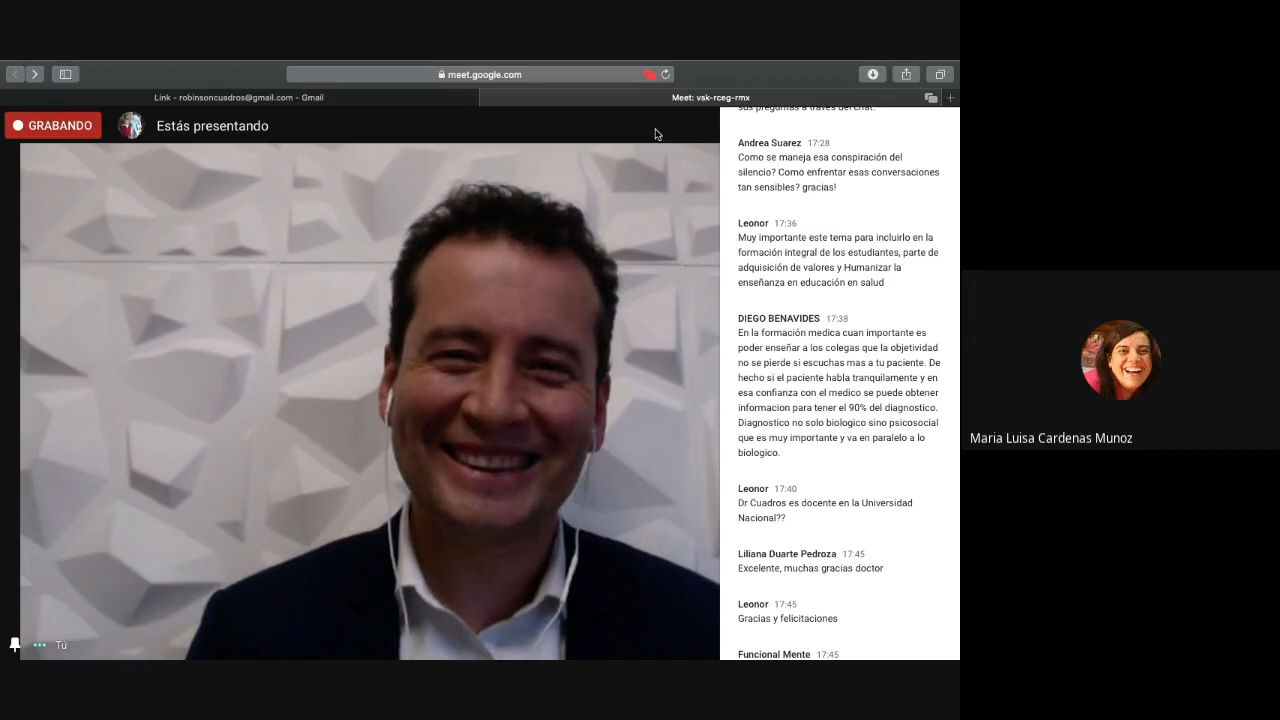 meet.google.com
Link - robinsoncuadros@gmail.com - Gmail
Meet: vsk-rceg-rmx
GRABANDO
Estás presentando
sus preguntas a través del chat.
Andrea Suarez 17:28
Como se maneja esa conspiración del
silencio? Como enfrentar esas conversaciones
tan sensibles? gracias!
Leonor 17:36
Muy importante este tema para incluirlo en la
formación integral de los estudiantes, parte de
adquisición de valores y Humanizar la
enseñanza en educación en salud
DIEGO BENAVIDES 17:38
En la formación medica cuan importante es
poder enseñar a los colegas que la objetividad
no se pierde si escuchas mas a tu paciente. De
hecho si el paciente habla tranquilamente y en
esa confianza con el medico se puede obtener
informacion para tener el 90% del diagnostico.
Diagnostico no solo biologico sino psicosocial
que es muy importante y va en paralelo a lo
biologico.
Leonor 17:40
Dr Cuadros es docente en la Universidad
Nacional??
Liliana Duarte Pedroza 17:45
Excelente, muchas gracias doctor
Leonor 17:45
Gracias y felicitaciones
Funcional Mente 17:45
Tú
Maria Luisa Cardenas Munoz